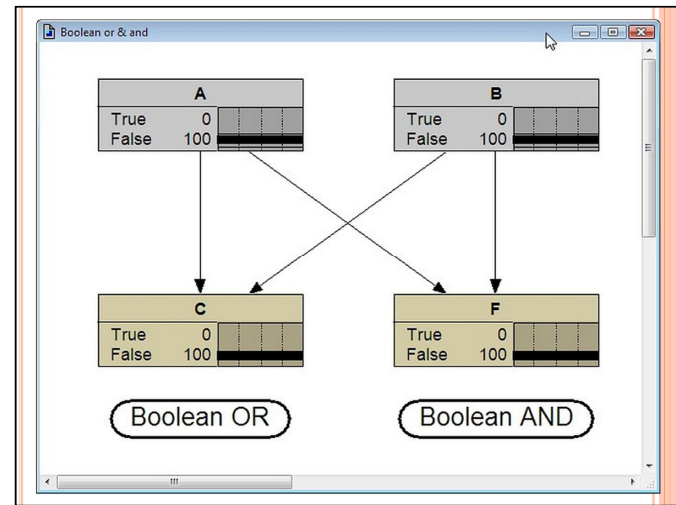 Boolean or & and
A
True 0
False 100
B
True 0
False 100
C
True 0
False 100
F
True 0
False 100
Boolean OR
Boolean AND